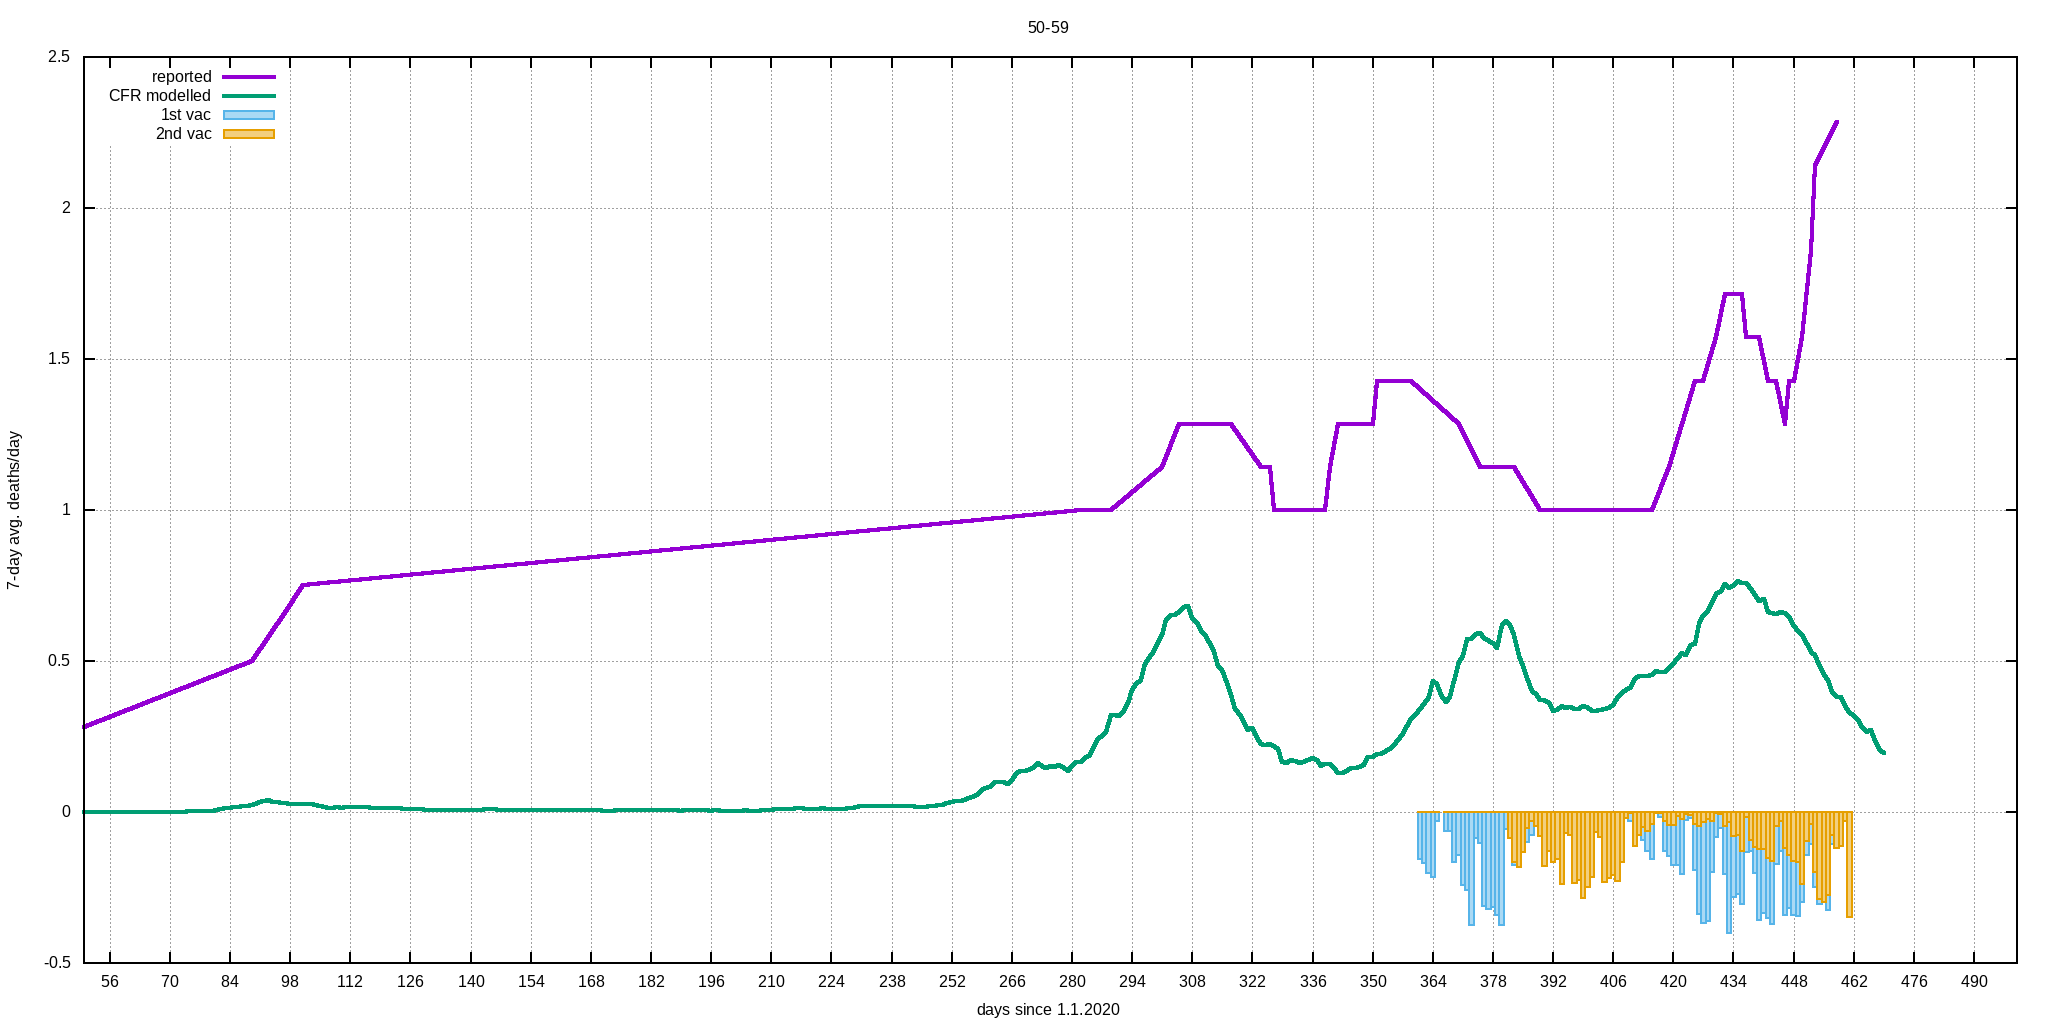 50-59
2.5
2
1.5
1
0.5
0
-0.5
7-day avg. deaths/day
reported
CFR modelled
1st vac
2nd vac
56 70 84 98 112 126 140 154 168 182 196 210 224 238 252 266 280 294 308 322 336 350 364 378 392 406 420 434 448 462 476 490
days since 1.1.2020